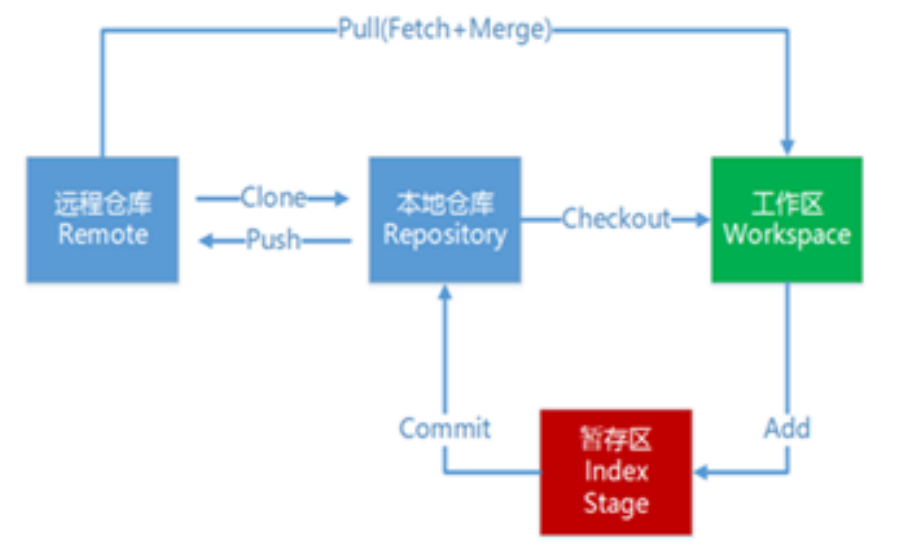 Pull(Fetch+Merge)
远程仓库
Remote
Clone
Push
本地仓库
Repository
Checkout
工作区
Workspace
Commit
暂存区
Index
Stage
Add